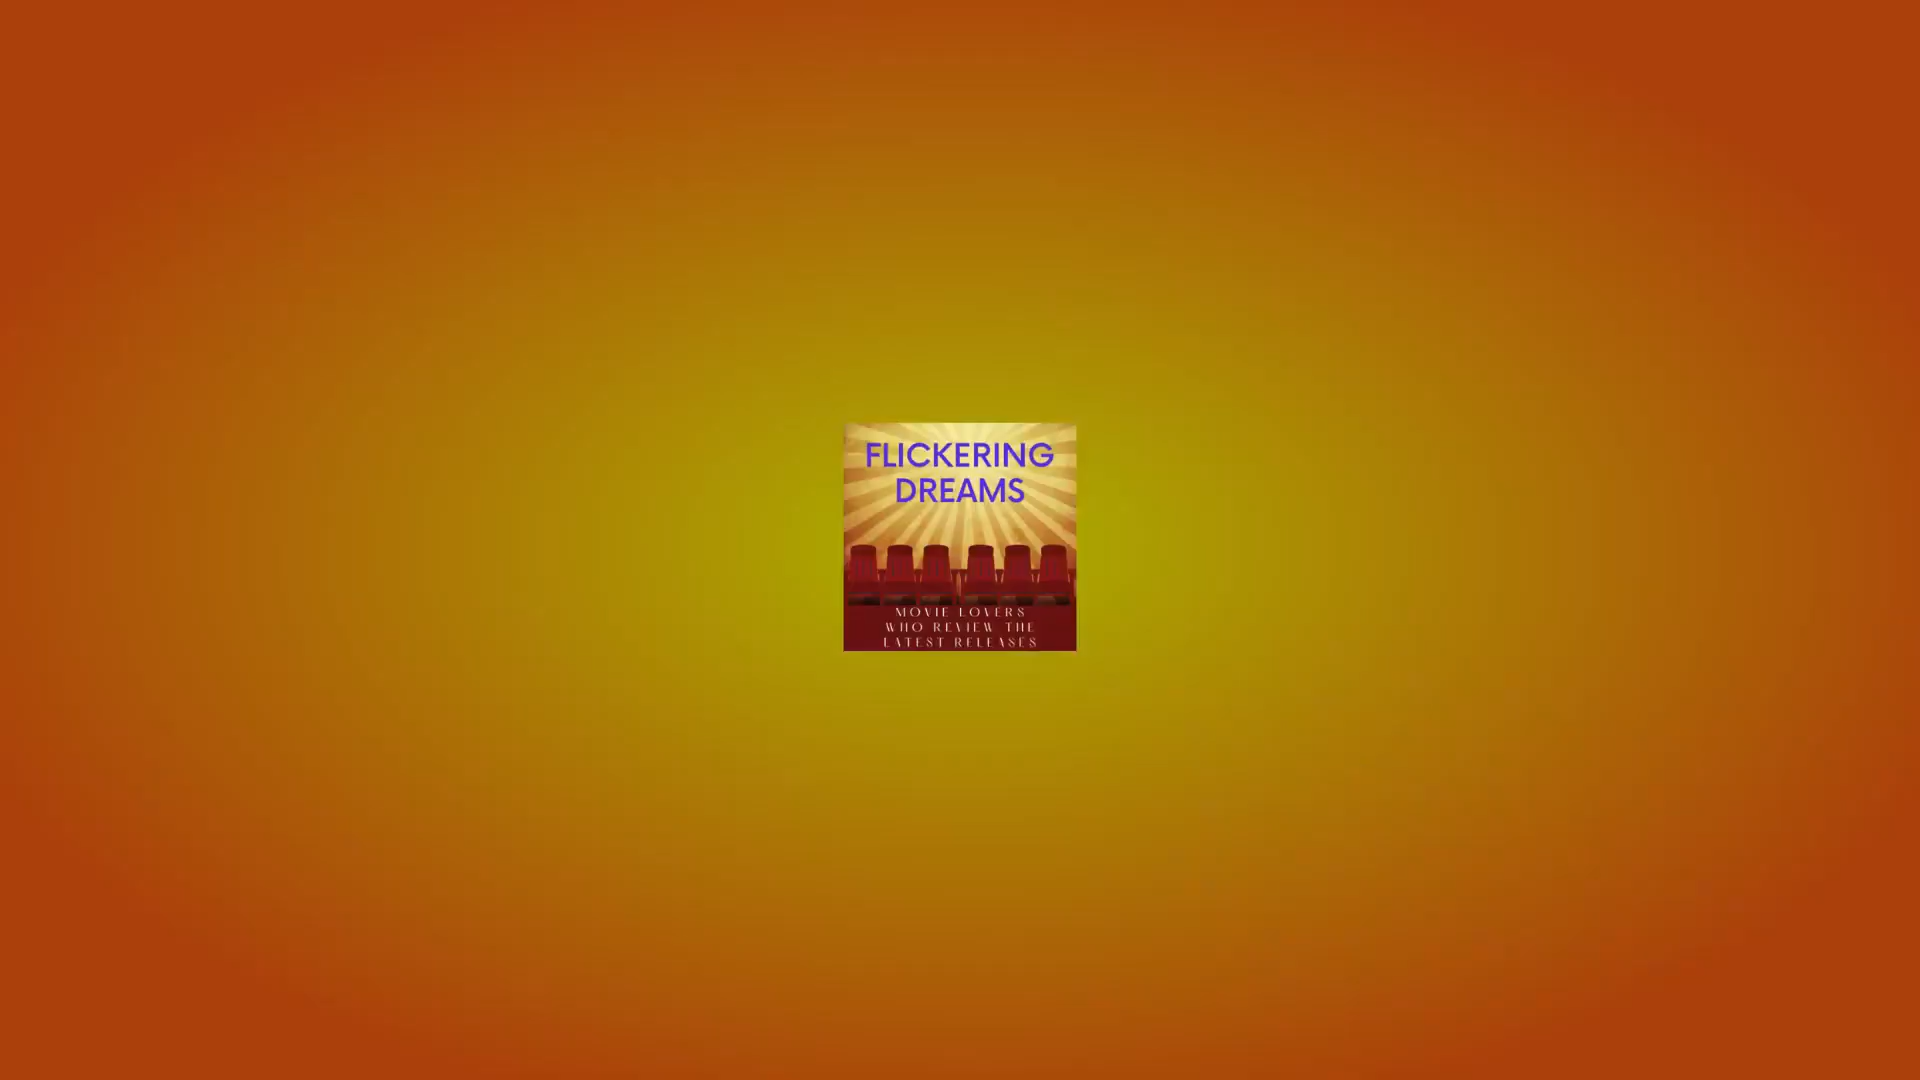 FLICKERING
DREAMS
MOVIE LOVERS
WHO REVIEW THE
LATEST RELEASES